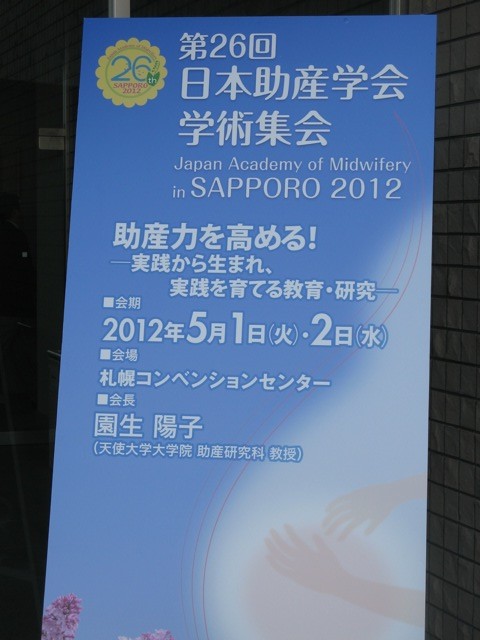 26th
SAPPORO
2012
第26回
日本助産学会
学術集会
Japan Academy of Midwifery
in SAPPORO 2012
助産力を高める!
―実践から生まれ、
実践を育てる教育・研究―
■会期
2012年5月1日(火)・2日(水)
■会場
札幌コンベンションセンター
■会長
園生 陽子
(天使大学大学院 助産研究科 教授)